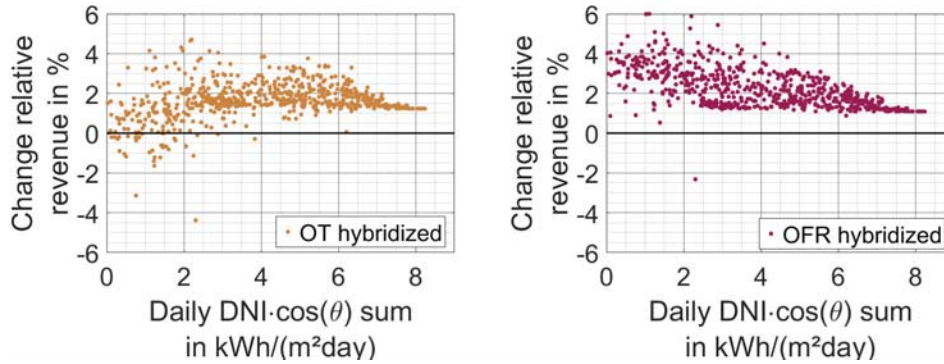 Change relative
revenue in %
6
4
2
0
-2
-4
-6
OT hybridized
0
2
4
6
8
Daily DNI·cos(θ) sum
in kWh/(m²day)
Change relative
revenue in %
6
4
2
0
-2
-4
-6
OFR hybridized
0
2
4
6
8
Daily DNI·cos(θ) sum
in kWh/(m²day)